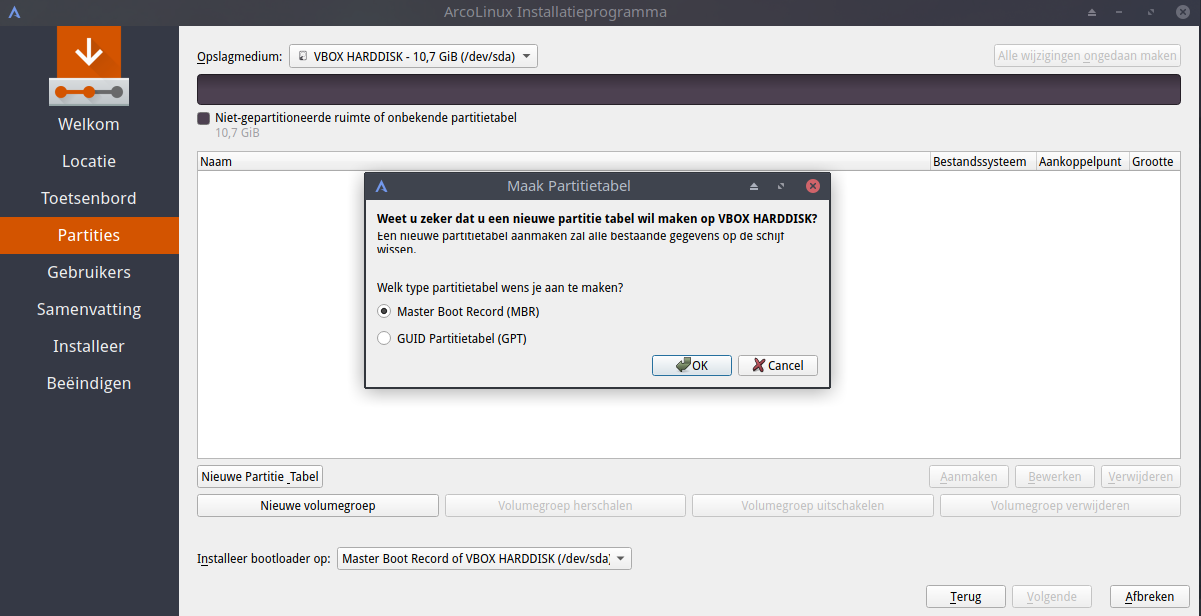 ArcoLinux Installatieprogramma
Welkom
Locatie
Toetsenbord
Partities
Gebruikers
Samenvatting
Installeer
Beëindigen
Opslagmedium: VBOX HARDDISK - 10,7 GiB (/dev/sda) Alle wijzigingen ongedaan maken
Niet-gepartitioneerde ruimte of onbekende partitietabel
10,7 GiB
Naam Bestandssysteem Aankoppelpunt Grootte
Maak Partitietabel
Weet u zeker dat u een nieuwe partitie tabel wil maken op VBOX HARDDISK?
Een nieuwe partitietabel aanmaken zal alle bestaande gegevens op de schijf
wissen.
Welk type partitietabel wens je aan te maken?
Master Boot Record (MBR)
GUID Partitietabel (GPT)
OK Cancel
Nieuwe Partitie _Tabel Aanmaken Bewerken Verwijderen
Nieuwe volumegroep Volumegroep herschalen Volumegroep uitschakelen Volumegroep verwijderen
Installeer bootloader op: Master Boot Record of VBOX HARDDISK (/dev/sda)
Terug Volgende Afbreken